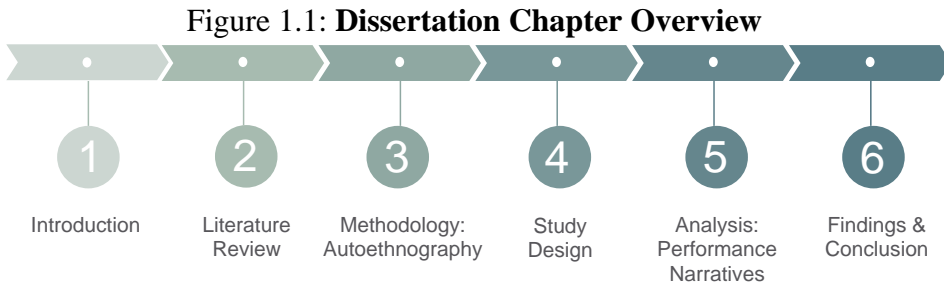 Figure 1.1: Dissertation Chapter Overview
1
2
3
4
5
6
Introduction
Literature
Review
Methodology:
Autoethnography
Study
Design
Analysis:
Performance
Narratives
Findings &
Conclusion